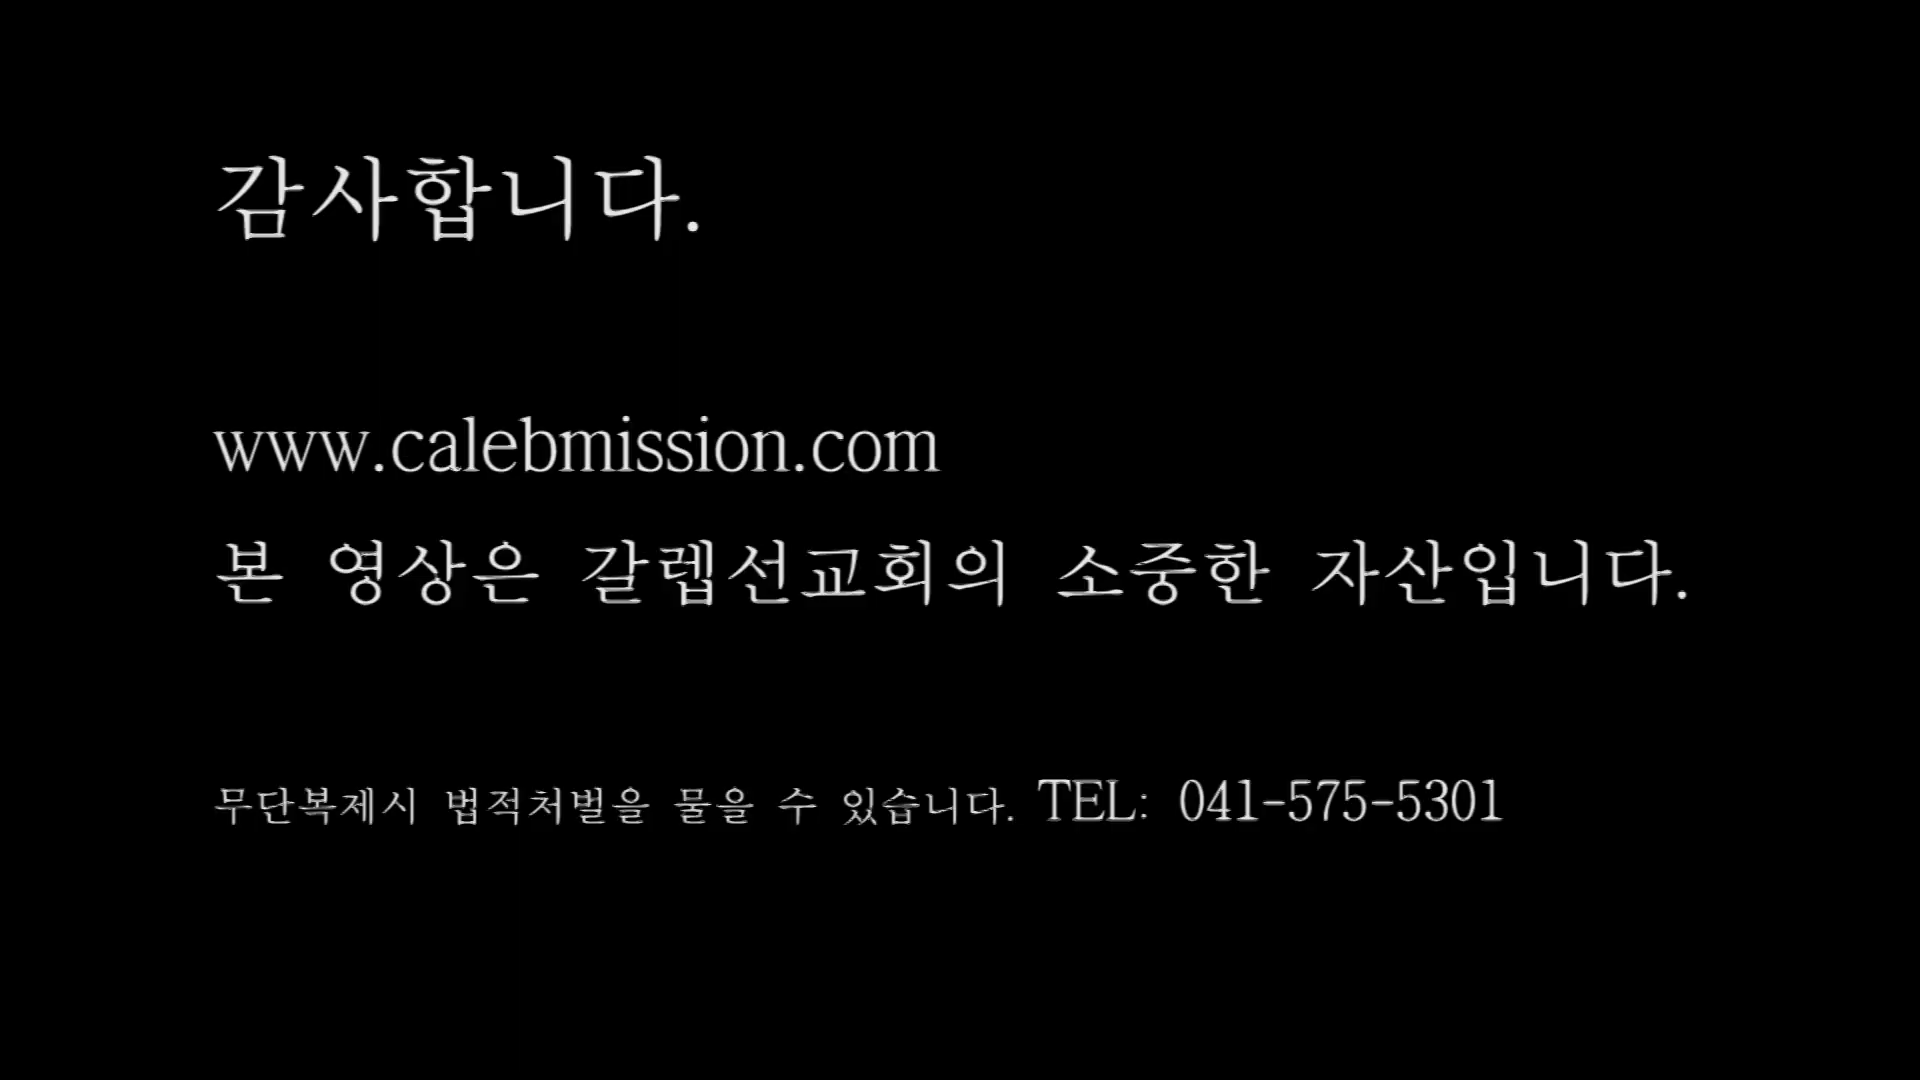 감사합니다.
www.calebmission.com
본 영상은 갈렙선교회의 소중한 자산입니다.
무단복제시 법적처벌을 물을 수 있습니다. TEL: 041-575-5301